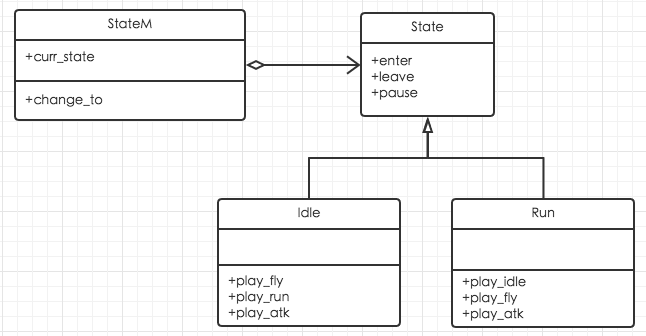 StateM
+curr_state
+change_to
State
+enter
+leave
+pause
Idle
+play_fly
+play_run
+play_atk
Run
+play_idle
+play_fly
+play_atk